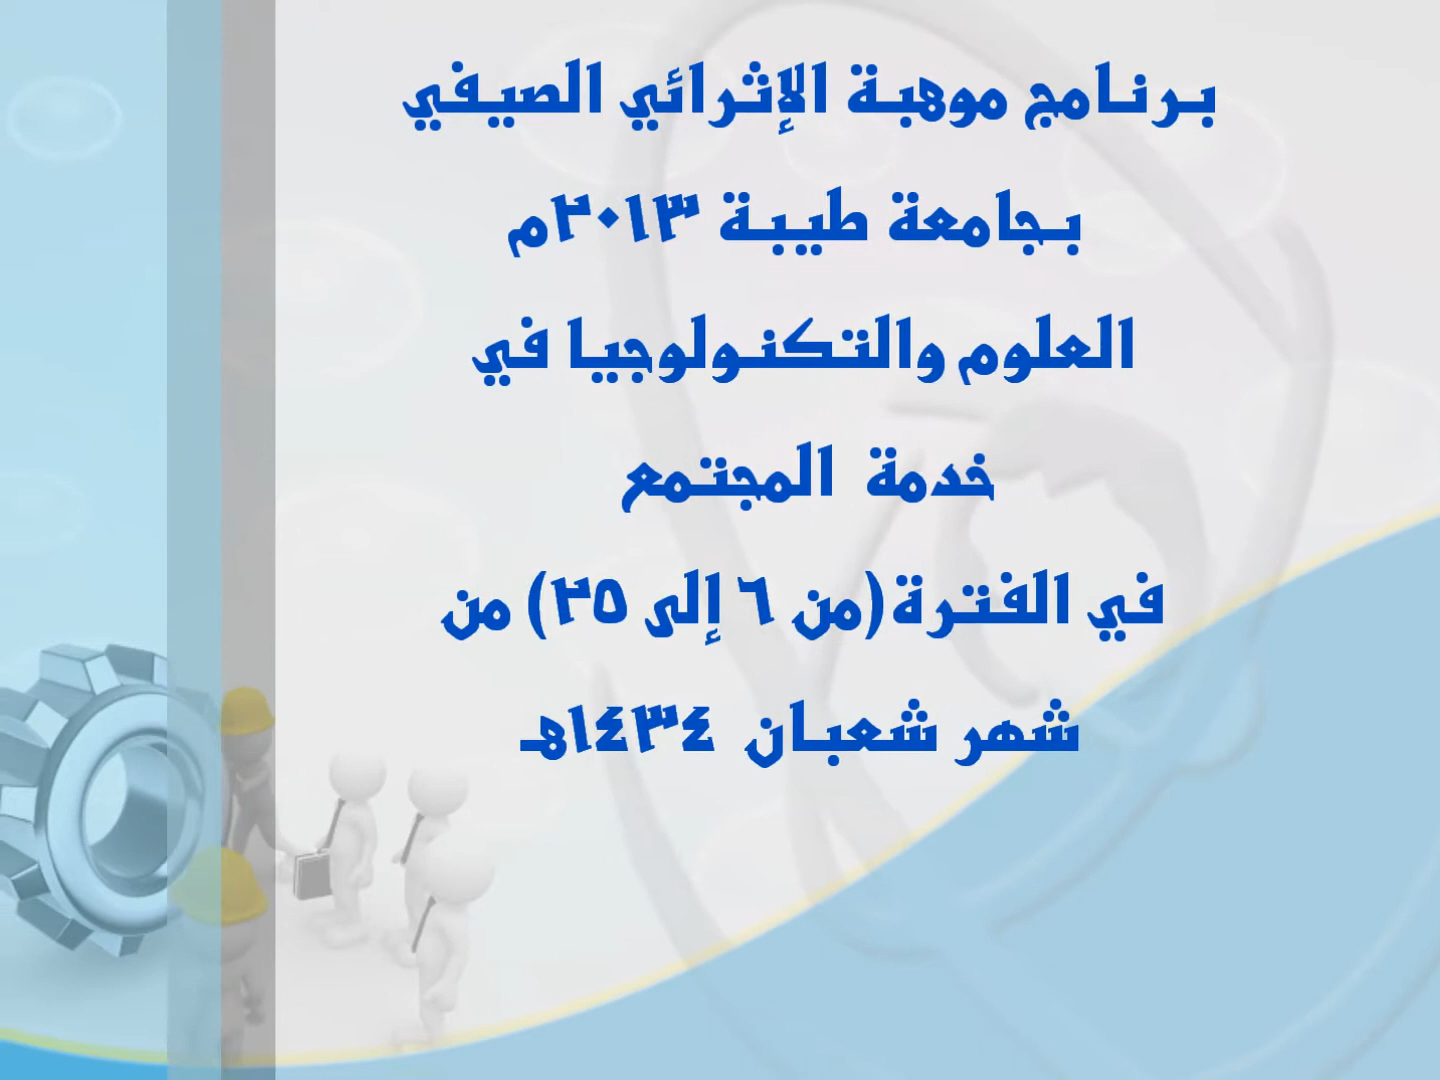 برنامج موهبة الإثرائي الصيفي
بجامعة طيبة ٢٠١٣م
العلوم والتكنولوجيا في
خدمة المجتمع
في الفترة (من ٦ إلى ٢٥) من
شهر شعبان ١٤٣٤هـ